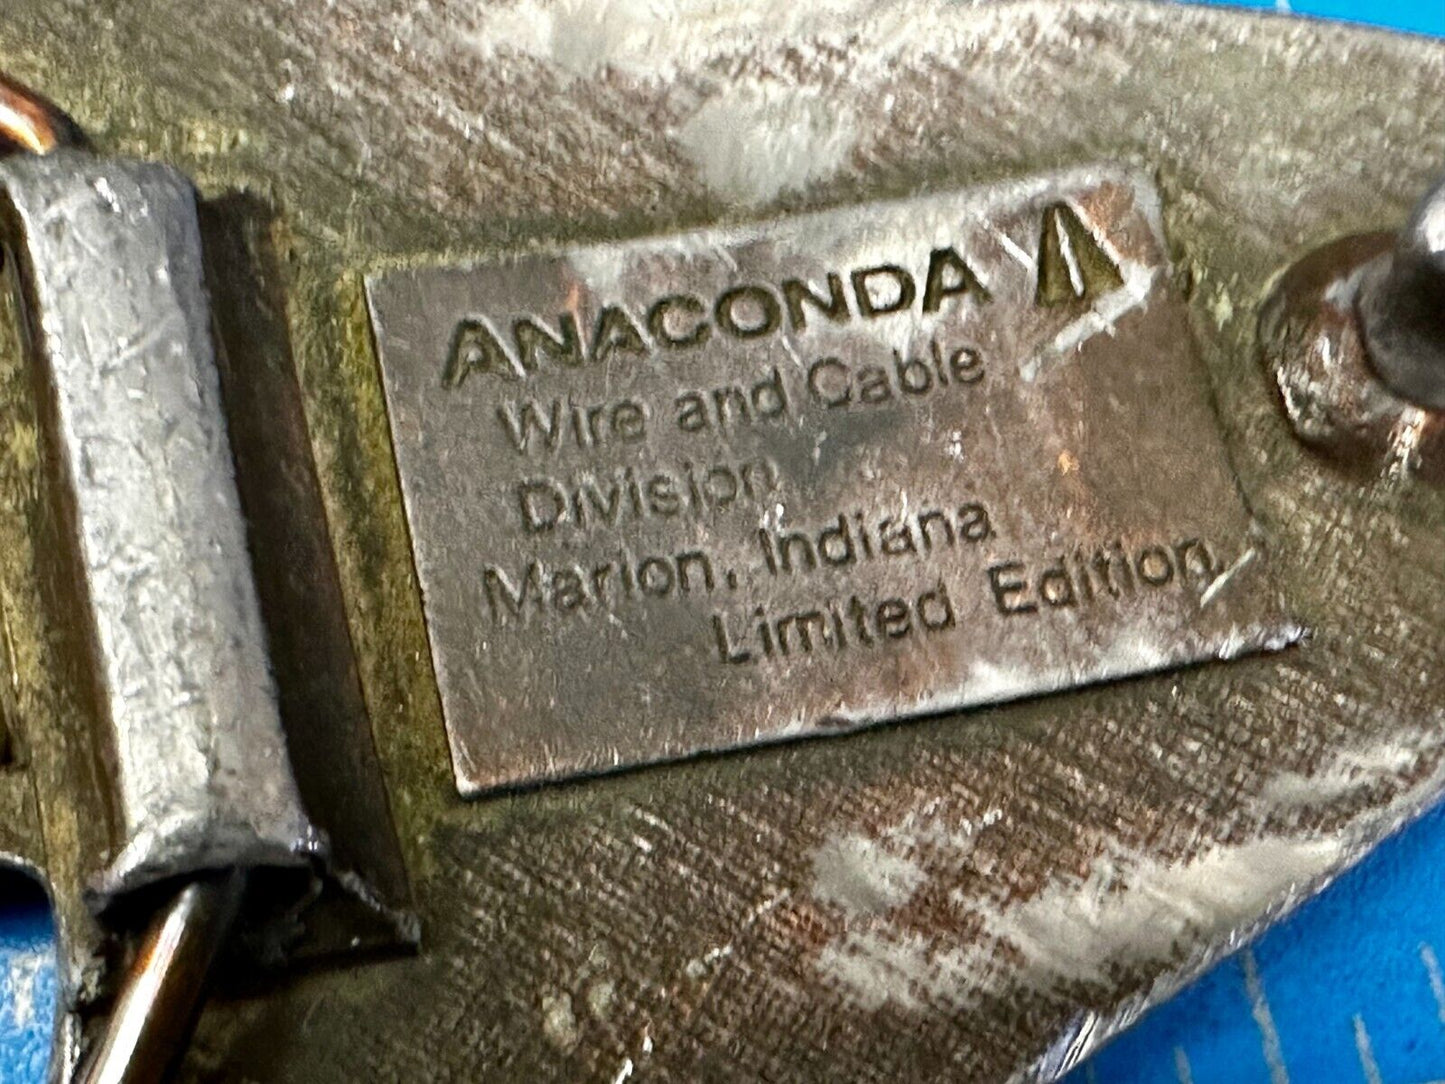 ANACONDA
Wire and Cable
Division
Marion, Indiana
Limited Edition.